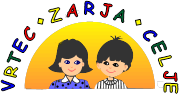 VRTEC • ZARJA • CELJE